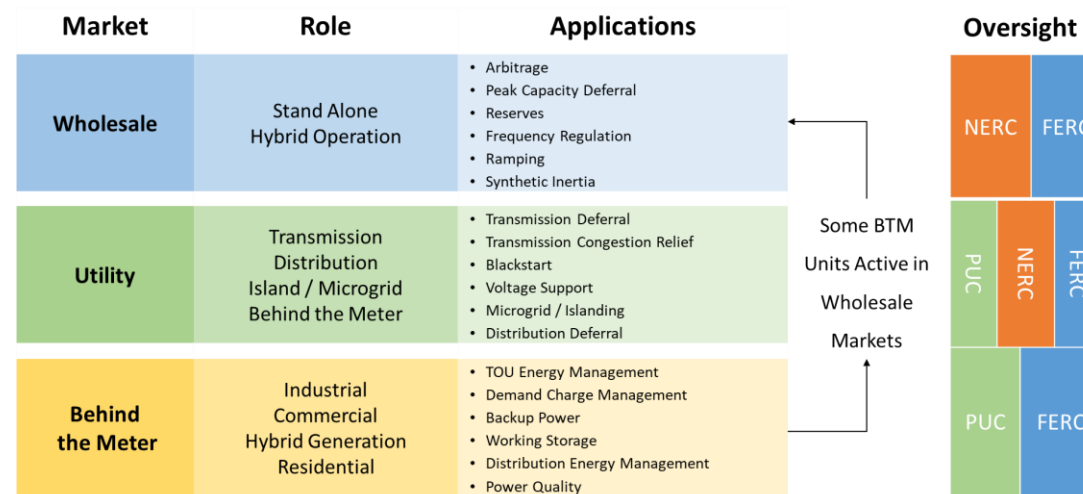 Market
Role
Applications
Oversight
Wholesale
Stand Alone
Hybrid Operation
• Arbitrage
• Peak Capacity Deferral
• Reserves
• Frequency Regulation
• Ramping
• Synthetic Inertia
NERC
FERC
Utility
Transmission
Distribution
Island / Microgrid
Behind the Meter
• Transmission Deferral
• Transmission Congestion Relief
• Blackstart
• Voltage Support
• Microgrid / Islanding
• Distribution Deferral
Some BTM
Units Active in
Wholesale
Markets
PUC
NERC
FERC
Behind
the Meter
Industrial
Commercial
Hybrid Generation
Residential
• TOU Energy Management
• Demand Charge Management
• Backup Power
• Working Storage
• Distribution Energy Management
• Power Quality
PUC
FERC